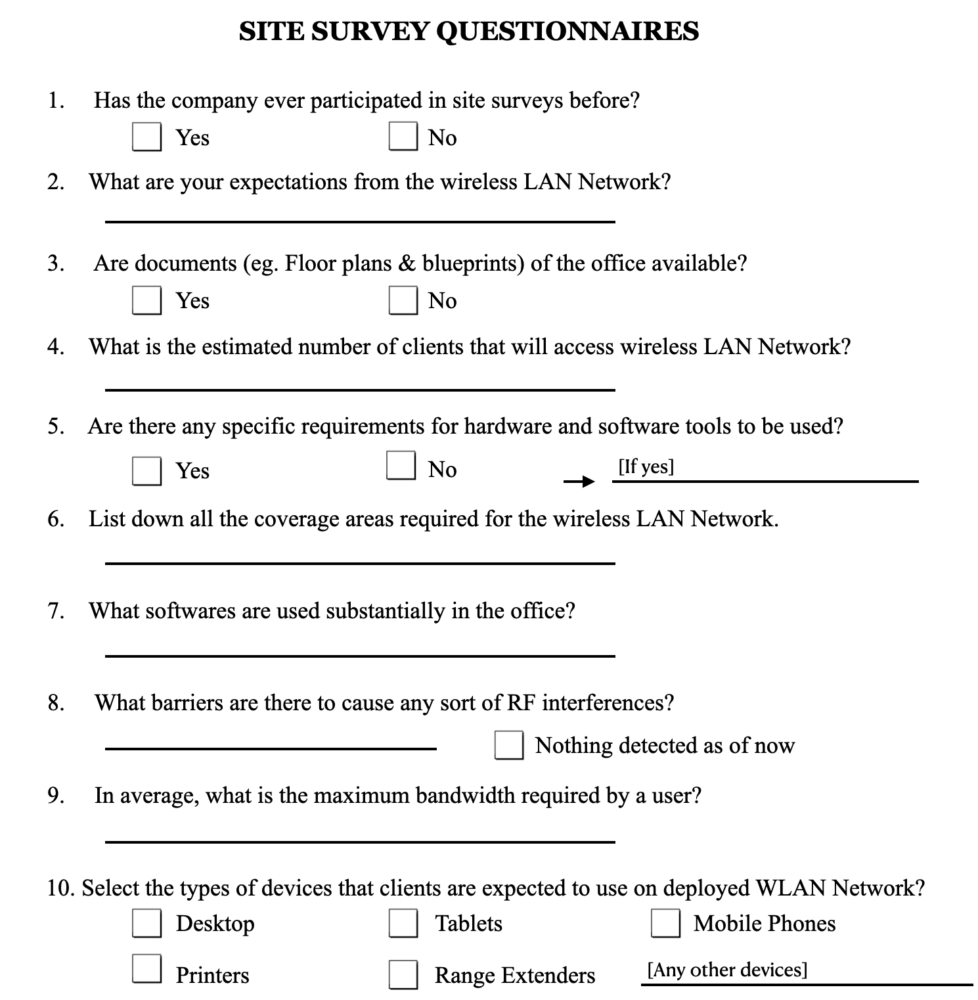 SITE SURVEY QUESTIONNAIRES
1. Has the company ever participated in site surveys before?
Yes No
2. What are your expectations from the wireless LAN Network?
3. Are documents (eg. Floor plans & blueprints) of the office available?
Yes No
4. What is the estimated number of clients that will access wireless LAN Network?
5. Are there any specific requirements for hardware and software tools to be used?
Yes No [If yes]
6. List down all the coverage areas required for the wireless LAN Network.
7. What softwares are used substantially in the office?
8. What barriers are there to cause any sort of RF interferences?
Nothing detected as of now
9. In average, what is the maximum bandwidth required by a user?
10. Select the types of devices that clients are expected to use on deployed WLAN Network?
Desktop Tablets Mobile Phones
Printers Range Extenders [Any other devices]